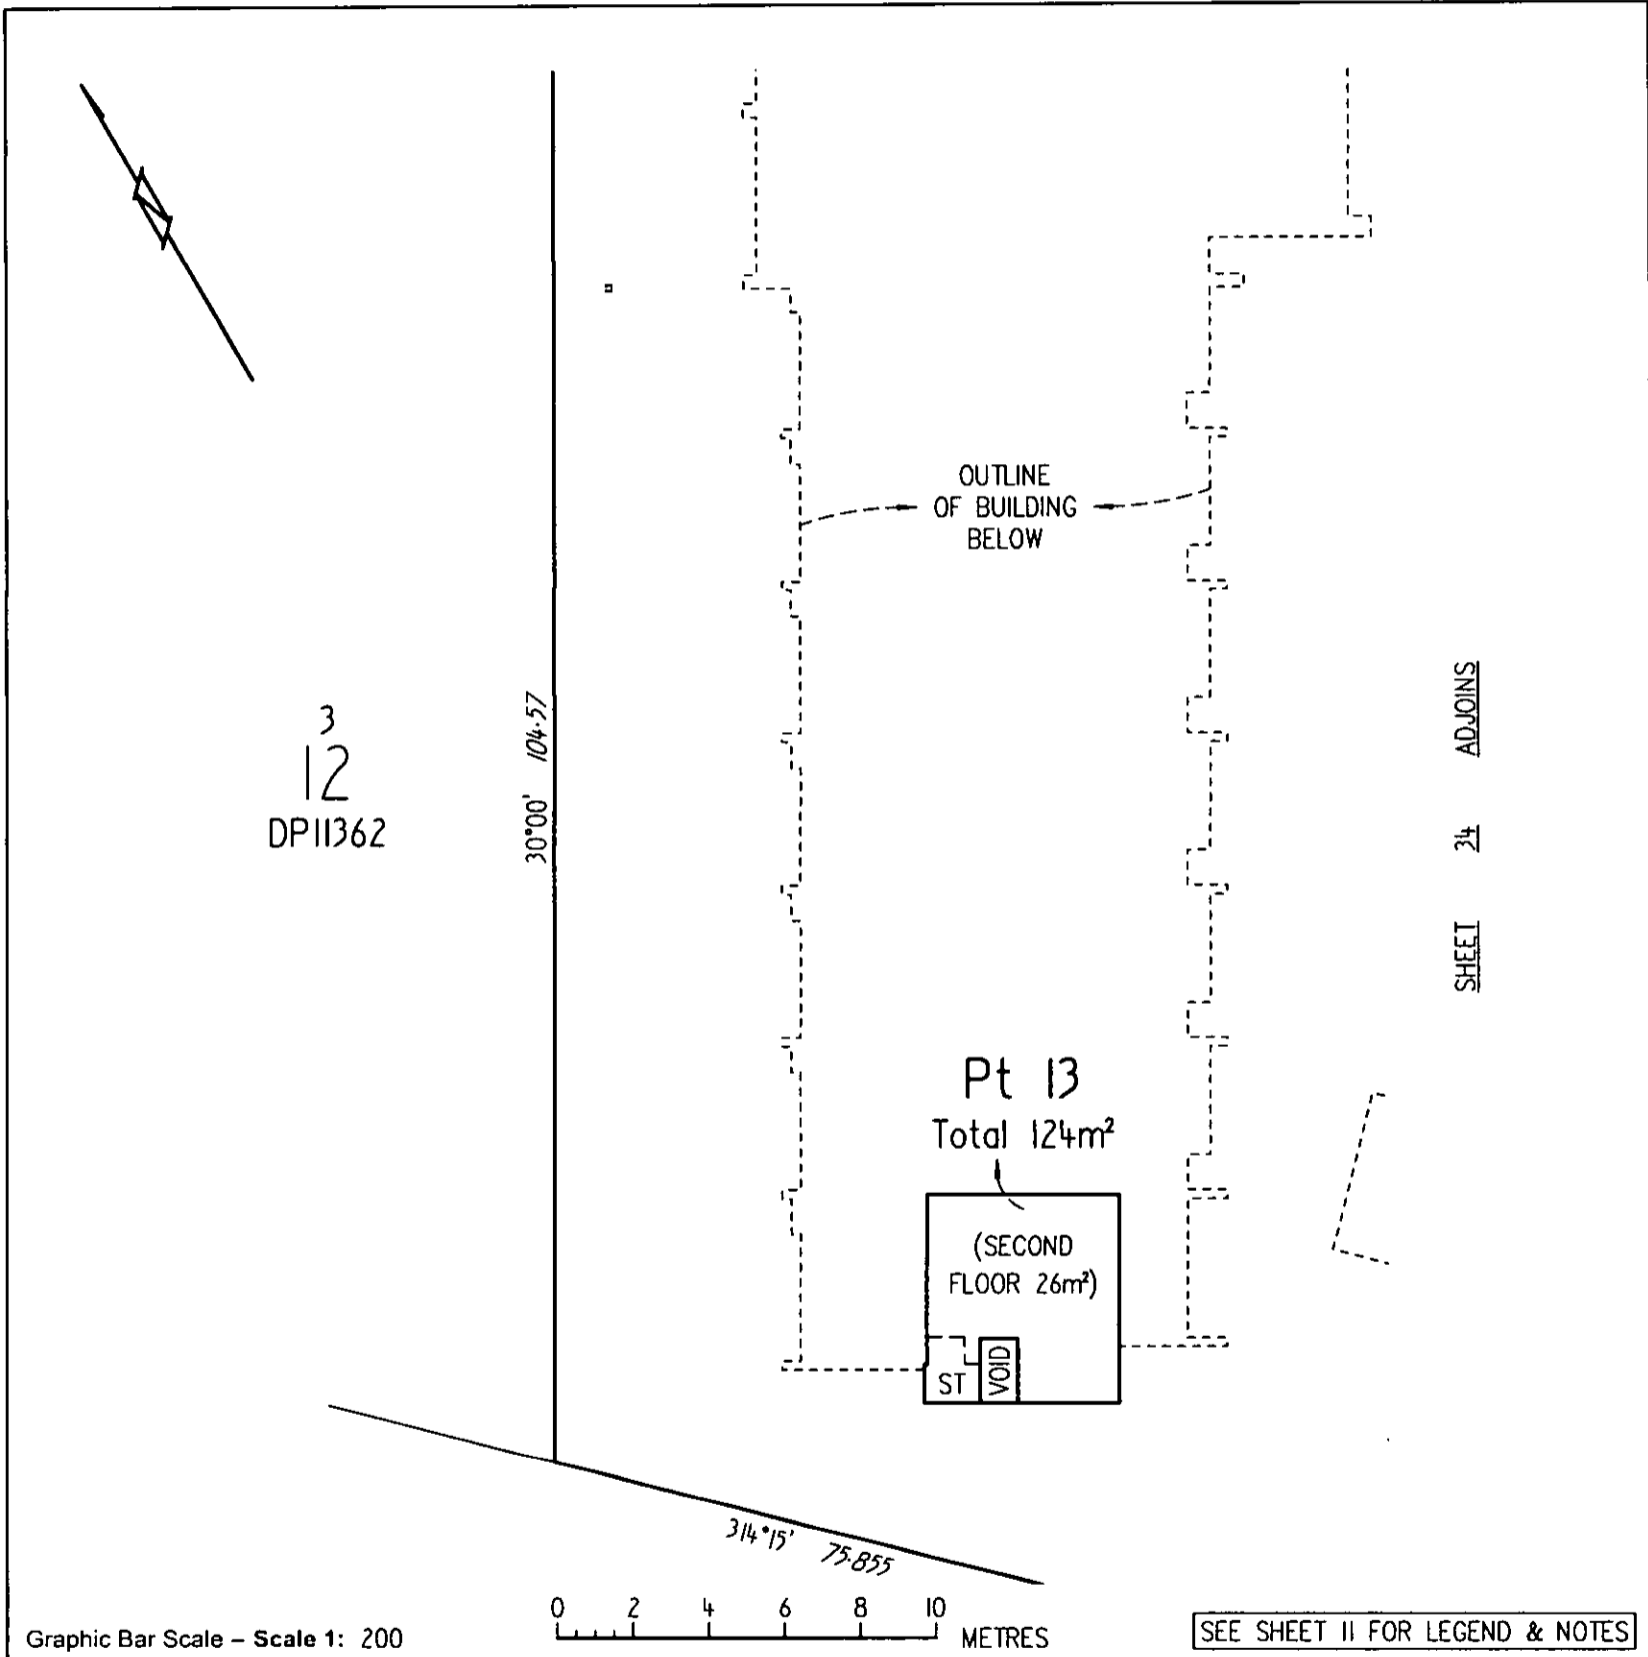 OUTLINE
OF BUILDING
BELOW
3
12
DP11362
30°00' 104·57
SHEET 34 ADJOINS
Pt 13
Total 124m²
(SECOND
FLOOR 26m²)
ST
VOID
314°15' 75·855
0 2 4 6 8 10
METRES
Graphic Bar Scale – Scale 1: 200
SEE SHEET 11 FOR LEGEND & NOTES